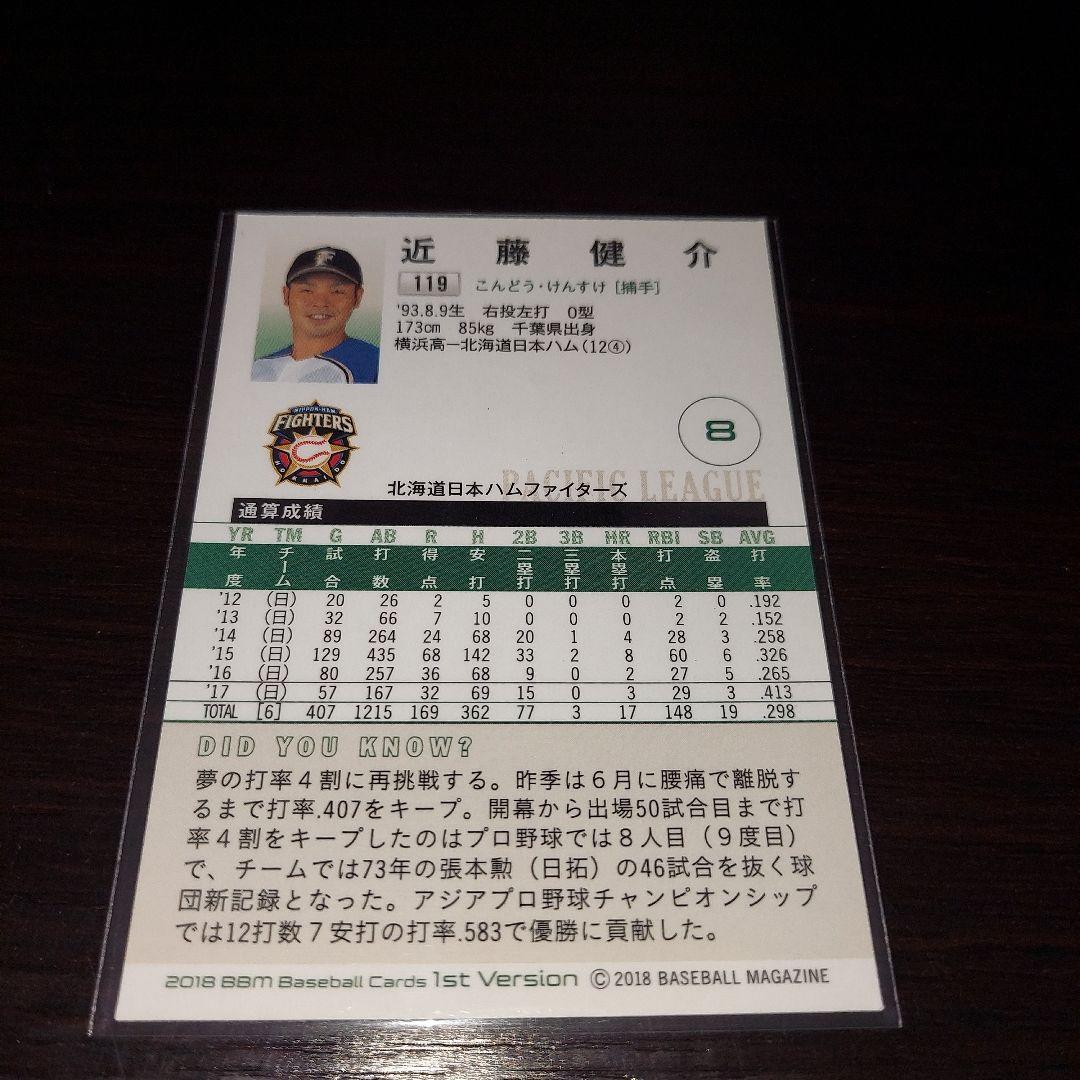 近藤健介
119 こんどう・けんすけ [捕手]
'93.8.9生 右投左打 O型
173cm 85kg 千葉県出身
横浜高ー北海道日本ハム(12④)
F
NIPPON-HAM
FIGHTERS
HOKKAIDO
8
PACIFIC LEAGUE
北海道日本ハムファイターズ
通算成績
YR TM G AB R H 2B 3B HR RBI SB AVG
年度 チーム 試合 打数 得点 安打 二塁打 三塁打 本塁打 打点 盗塁 打率
'12 (日) 20 26 2 5 0 0 0 2 0 .192
'13 (日) 32 66 7 10 0 0 0 2 2 .152
'14 (日) 89 264 24 68 20 1 4 28 3 .258
'15 (日) 129 435 68 142 33 2 8 60 6 .326
'16 (日) 80 257 36 68 9 0 2 27 5 .265
'17 (日) 57 167 32 69 15 0 3 29 3 .413
TOTAL [6] 407 1215 169 362 77 3 17 148 19 .298
DID YOU KNOW?
夢の打率4割に再挑戦する。昨季は6月に腰痛で離脱す
るまで打率.407をキープ。開幕から出場50試合目まで打
率4割をキープしたのはプロ野球では8人目(9度目)
で、チームでは73年の張本勲(日拓)の46試合を抜く球
団新記録となった。アジアプロ野球チャンピオンシップ
では12打数7安打の打率.583で優勝に貢献した。
2018 BBM Baseball Cards 1st Version © 2018 BASEBALL MAGAZINE